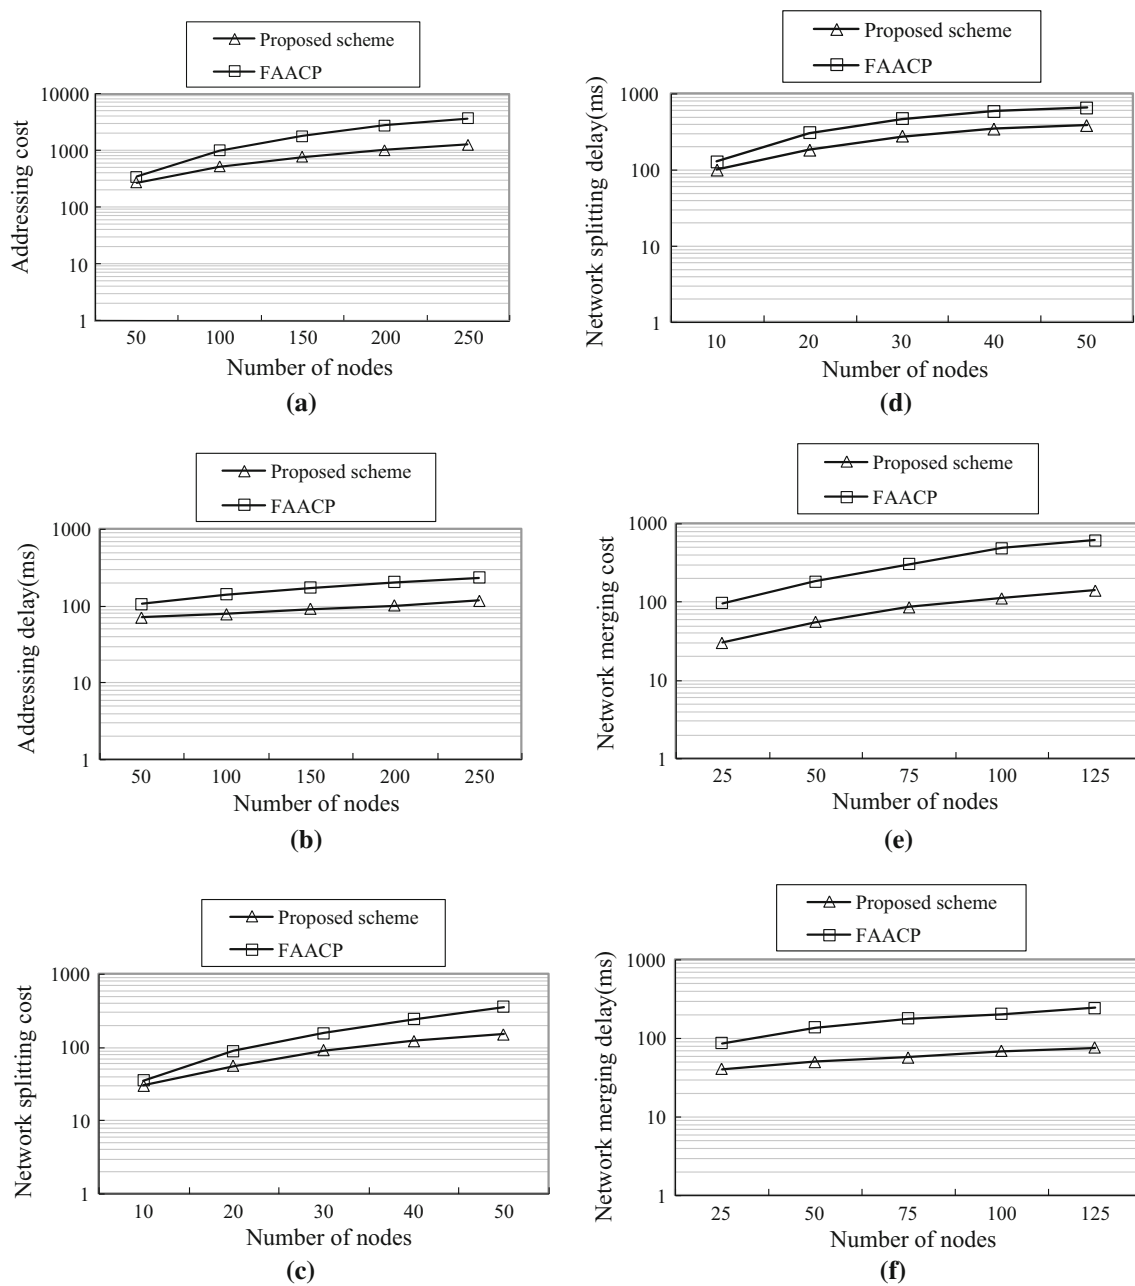 Proposed scheme
FAACP
10000
1000
100
10
1
Addressing cost
50 100 150 200 250
Number of nodes
(a)
Proposed scheme
FAACP
1000
100
10
1
Addressing delay(ms)
50 100 150 200 250
Number of nodes
(b)
Proposed scheme
FAACP
1000
100
10
1
Network splitting cost
10 20 30 40 50
Number of nodes
(c)
Proposed scheme
FAACP
1000
100
10
1
Network splitting delay(ms)
10 20 30 40 50
Number of nodes
(d)
Proposed scheme
FAACP
1000
100
10
1
Network merging cost
25 50 75 100 125
Number of nodes
(e)
Proposed scheme
FAACP
1000
100
10
1
Network merging delay(ms)
25 50 75 100 125
Number of nodes
(f)